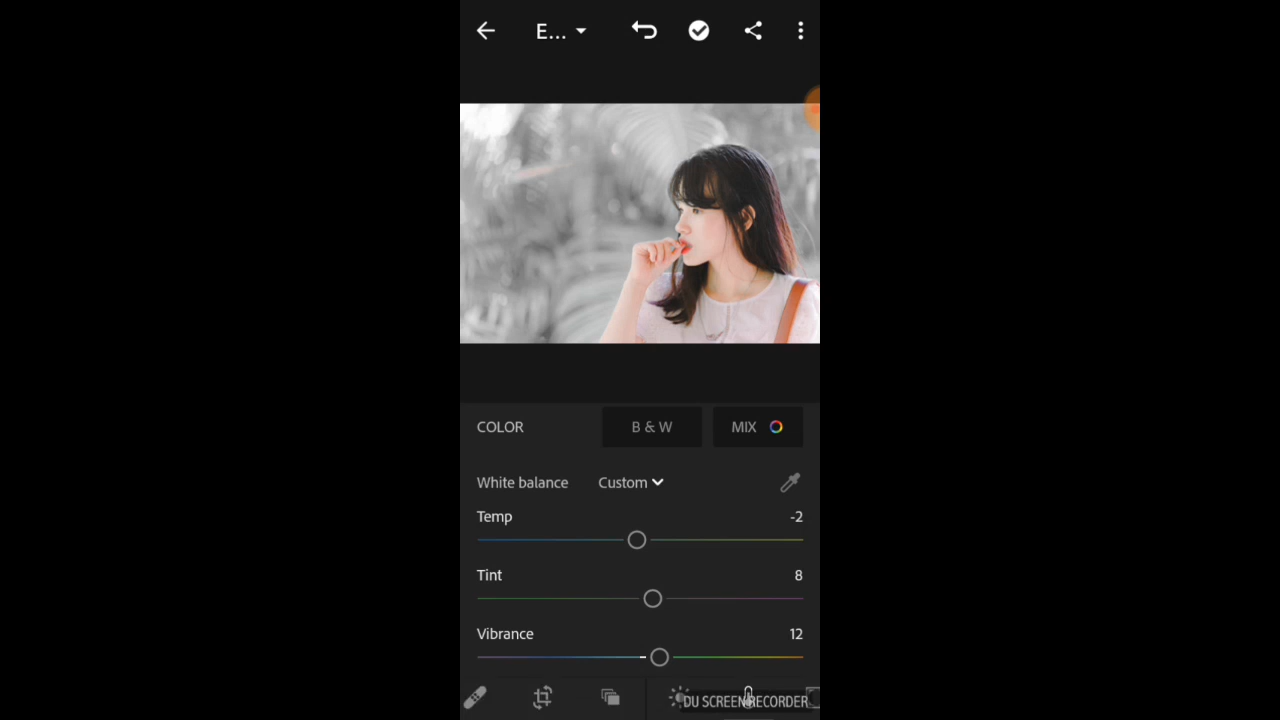 E...
COLOR
B & W
MIX
White balance
Custom
Temp
-2
Tint
8
Vibrance
12
DU SCREEN RECORDER